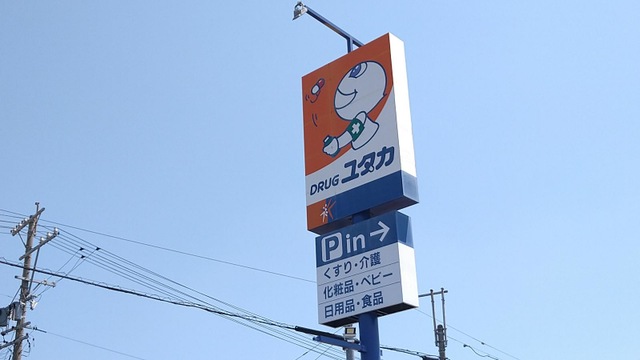 DRUG ユタカ
P in →
くすり・介護
化粧品・ベビー
日用品・食品